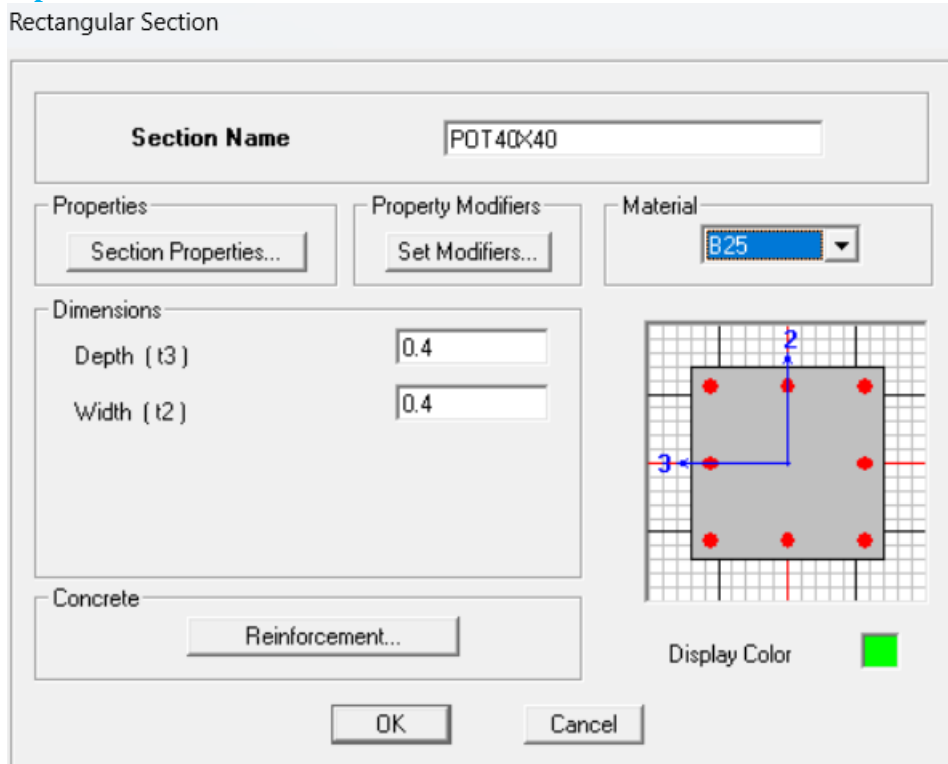 Rectangular Section
Section Name POT40X40
Properties Property Modifiers Material
Section Properties... Set Modifiers... B25
Dimensions
Depth ( t3 ) 0.4
Width ( t2 ) 0.4
2
3
Concrete
Reinforcement...
Display Color
OK Cancel